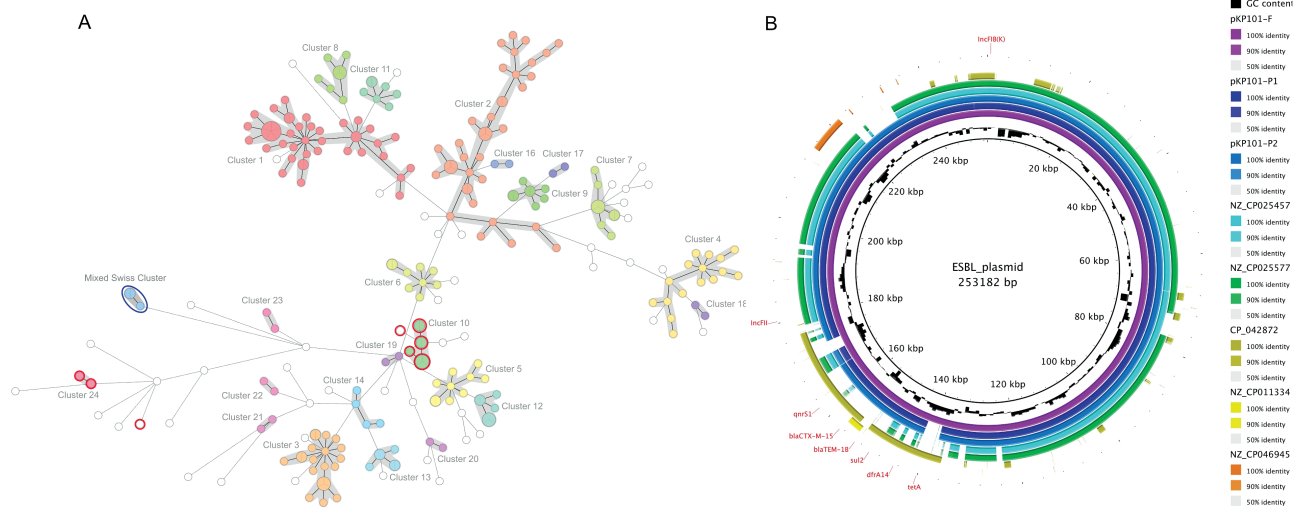 A
Cluster 8
Cluster 11
Cluster 2
Cluster 1
Cluster 16
Cluster 17
Cluster 7
Cluster 9
Cluster 4
Cluster 6
Cluster 18
Mixed Swiss Cluster
Cluster 23
Cluster 10
Cluster 19
Cluster 5
Cluster 24
Cluster 22
Cluster 14
Cluster 12
Cluster 21
Cluster 3
Cluster 20
Cluster 13
B
IncFIB(K)
240 kbp
20 kbp
220 kbp
40 kbp
200 kbp
60 kbp
ESBL_plasmid
253182 bp
180 kbp
80 kbp
IncFII
160 kbp
100 kbp
140 kbp
120 kbp
qnrS1
blaCTX-M-15
blaTEM-1B
sul2
dfrA14
tetA
GC content
pKP101-F
100% identity
90% identity
50% identity
pKP101-P1
100% identity
90% identity
50% identity
pKP101-P2
100% identity
90% identity
50% identity
NZ_CP025457
100% identity
90% identity
50% identity
NZ_CP025577
100% identity
90% identity
50% identity
CP_042872
100% identity
90% identity
50% identity
NZ_CP011334
100% identity
90% identity
50% identity
NZ_CP046945
100% identity
90% identity
50% identity